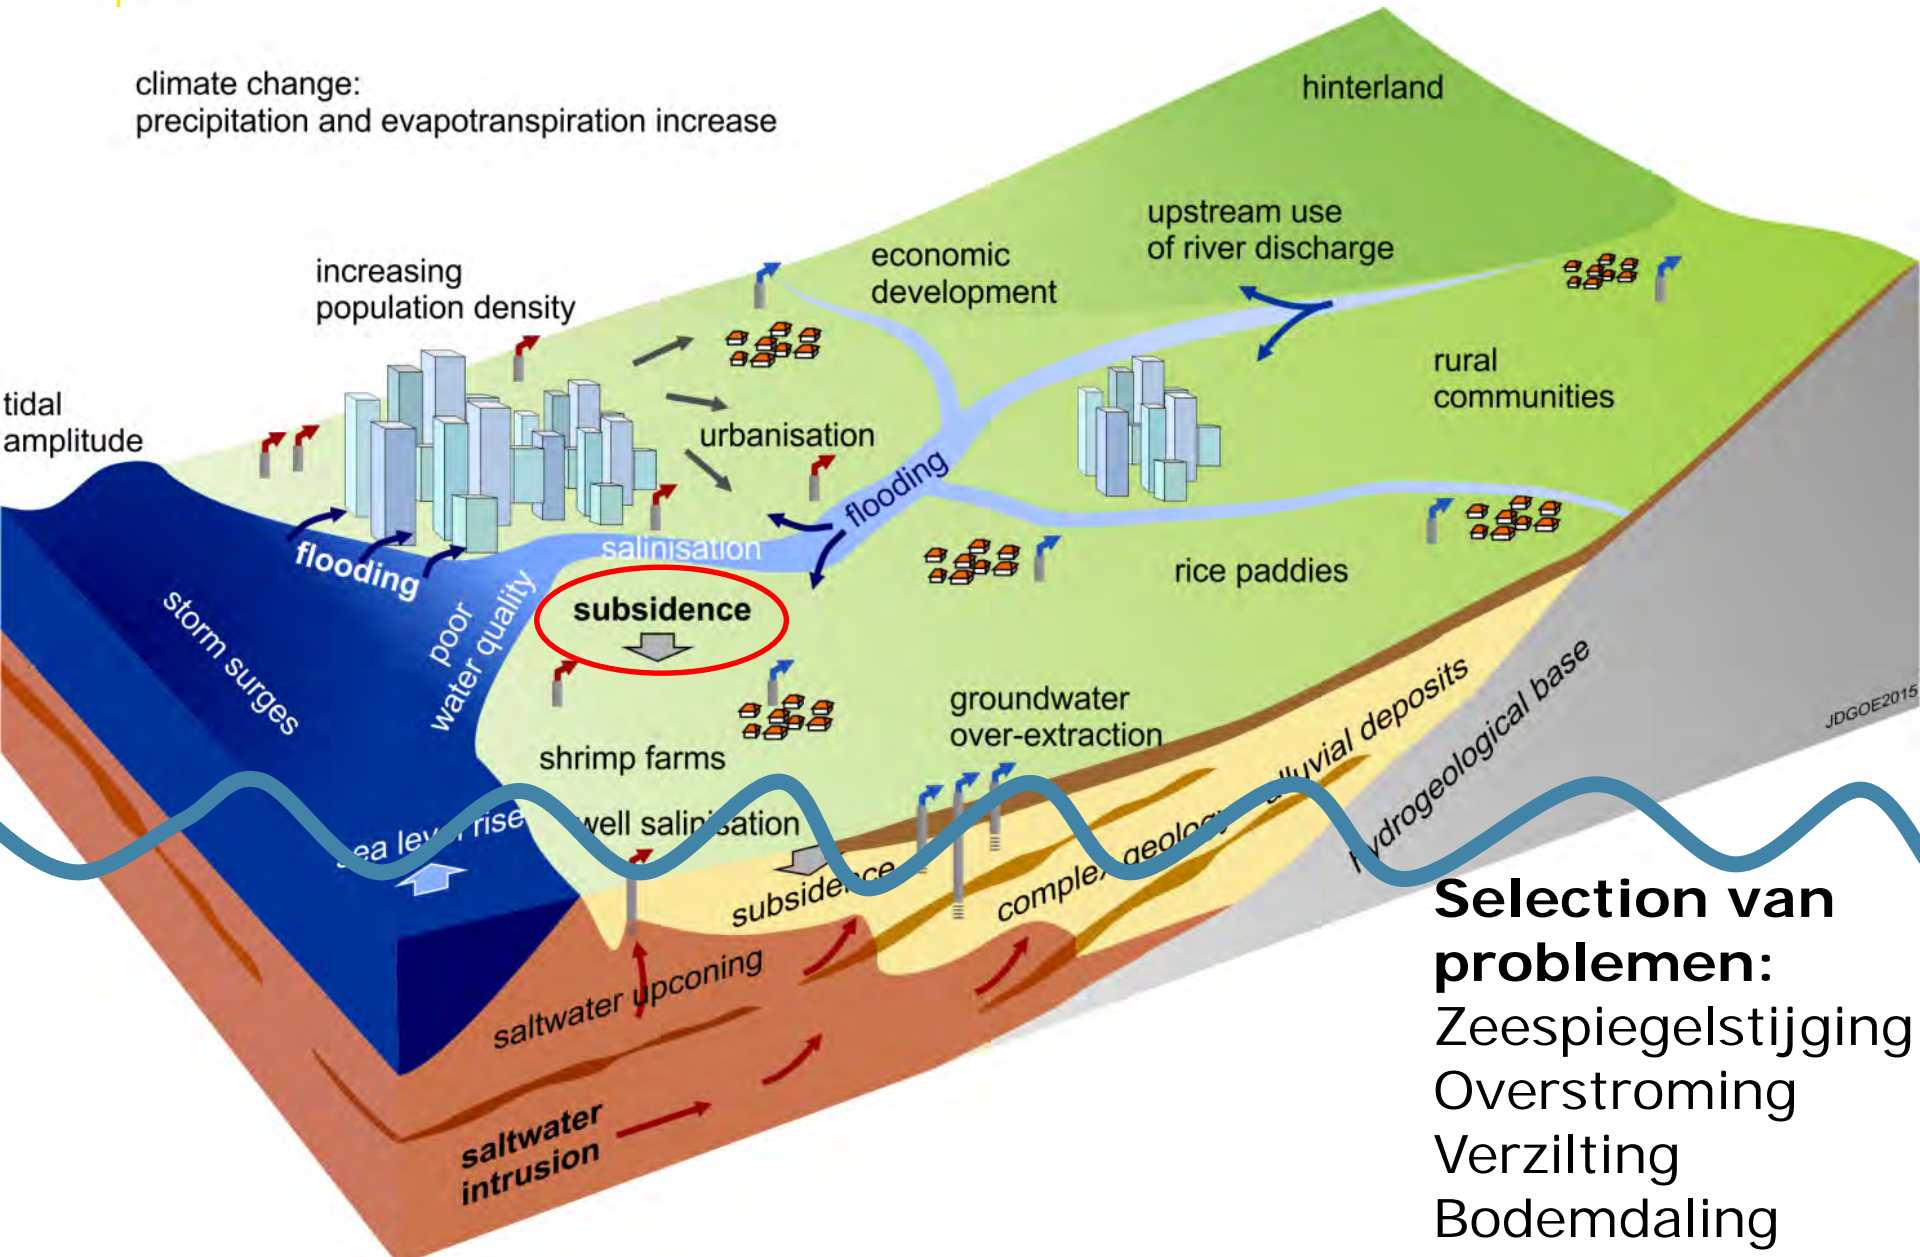 climate change:
precipitation and evapotranspiration increase
hinterland
upstream use
of river discharge
economic
development
increasing
population density
rural
communities
tidal
amplitude
urbanisation
flooding
flooding
salinisation
rice paddies
subsidence
storm surges
poor
water quality
groundwater
over-extraction
alluvial deposits
hydrogeological base
JDGOE2015
shrimp farms
well salinisation
sea level rise
subsidence
complex geology
saltwater upconing
saltwater
intrusion
Selection van
problemen:
Zeespiegelstijging
Overstroming
Verzilting
Bodemdaling